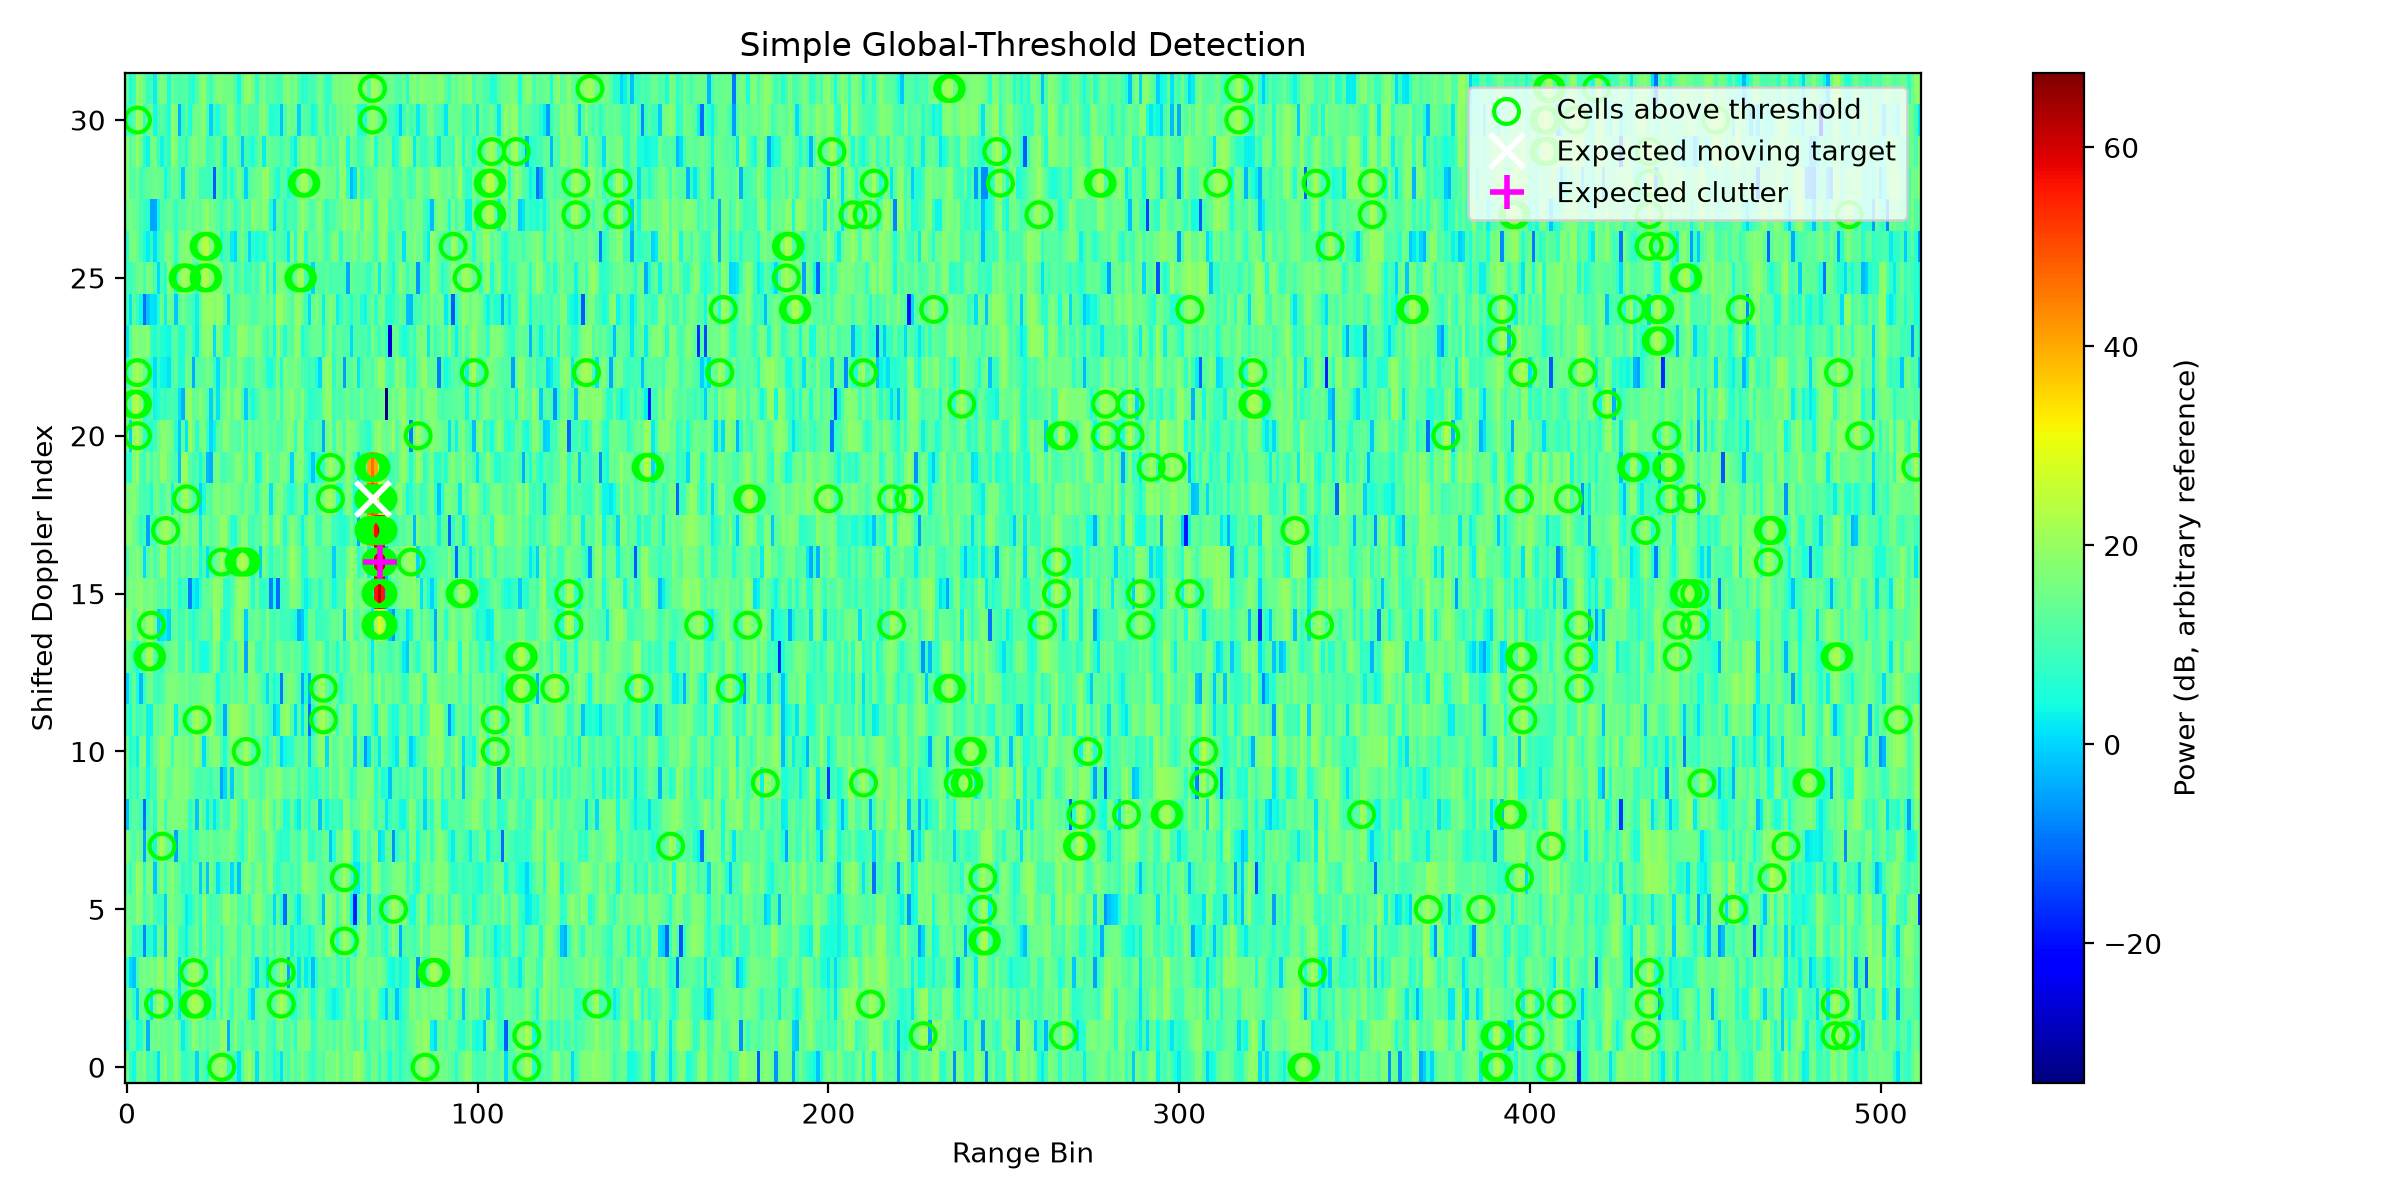 Simple Global-Threshold Detection
Cells above threshold
Expected moving target
Expected clutter
Shifted Doppler Index
30
25
20
15
10
5
0
0 100 200 300 400 500
Range Bin
60
40
20
0
−20
Power (dB, arbitrary reference)